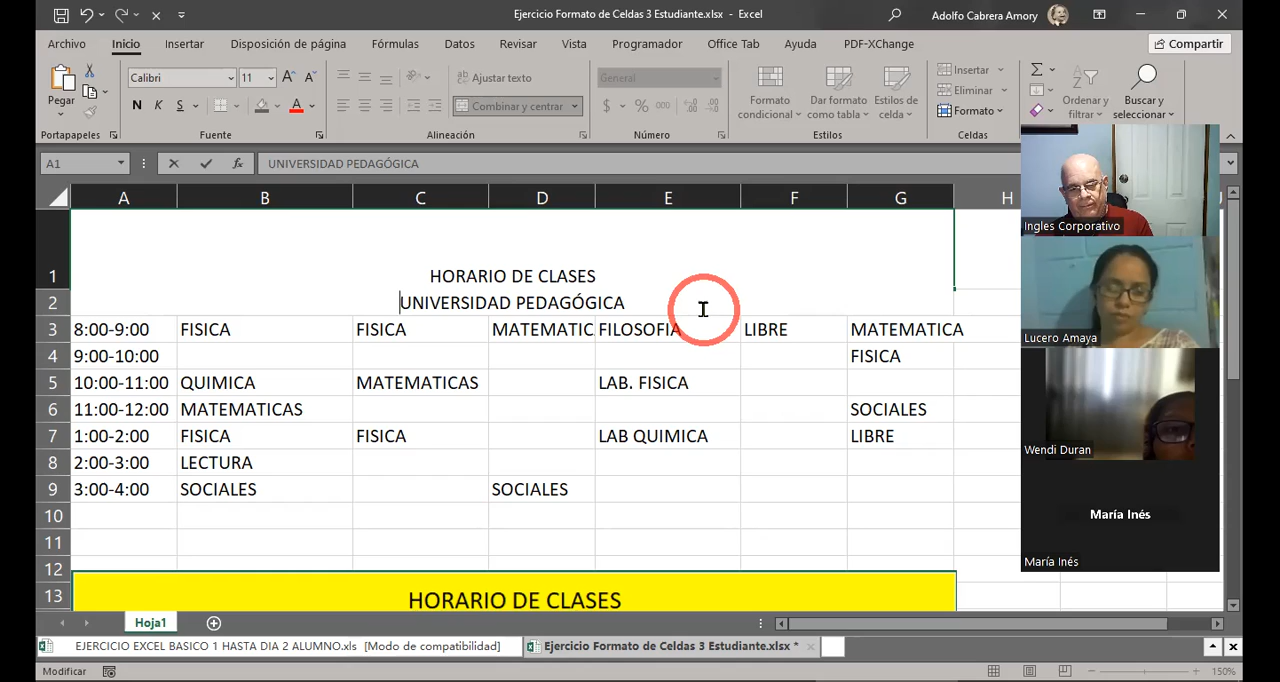 Ejercicio Formato de Celdas 3 Estudiante.xlsx - Excel
Adolfo Cabrera Amory
Archivo Inicio Insertar Disposición de página Fórmulas Datos Revisar Vista Programador Office Tab Ayuda PDF-XChange Compartir
Pegar
Calibri 11
N K S
Ajustar texto
Combinar y centrar
General
$ % 000
Formato condicional
Dar formato como tabla
Estilos de celda
Insertar
Eliminar
Formato
Ordenar y filtrar
Buscar y seleccionar
Portapapeles Fuente Alineación Número Estilos Celdas
A1 fx UNIVERSIDAD PEDAGÓGICA
A B C D E F G H
1 HORARIO DE CLASES
2 UNIVERSIDAD PEDAGÓGICA
3 8:00-9:00 FISICA FISICA MATEMATIC FILOSOFIA LIBRE MATEMATICA
4 9:00-10:00 FISICA
5 10:00-11:00 QUIMICA MATEMATICAS LAB. FISICA
6 11:00-12:00 MATEMATICAS SOCIALES
7 1:00-2:00 FISICA FISICA LAB QUIMICA LIBRE
8 2:00-3:00 LECTURA
9 3:00-4:00 SOCIALES SOCIALES
10
11
12
13 HORARIO DE CLASES
Ingles Corporativo
Lucero Amaya
Wendi Duran
María Inés
María Inés
Hoja1
EJERCICIO EXCEL BASICO 1 HASTA DIA 2 ALUMNO.xls [Modo de compatibilidad]
Ejercicio Formato de Celdas 3 Estudiante.xlsx *
Modificar
150%